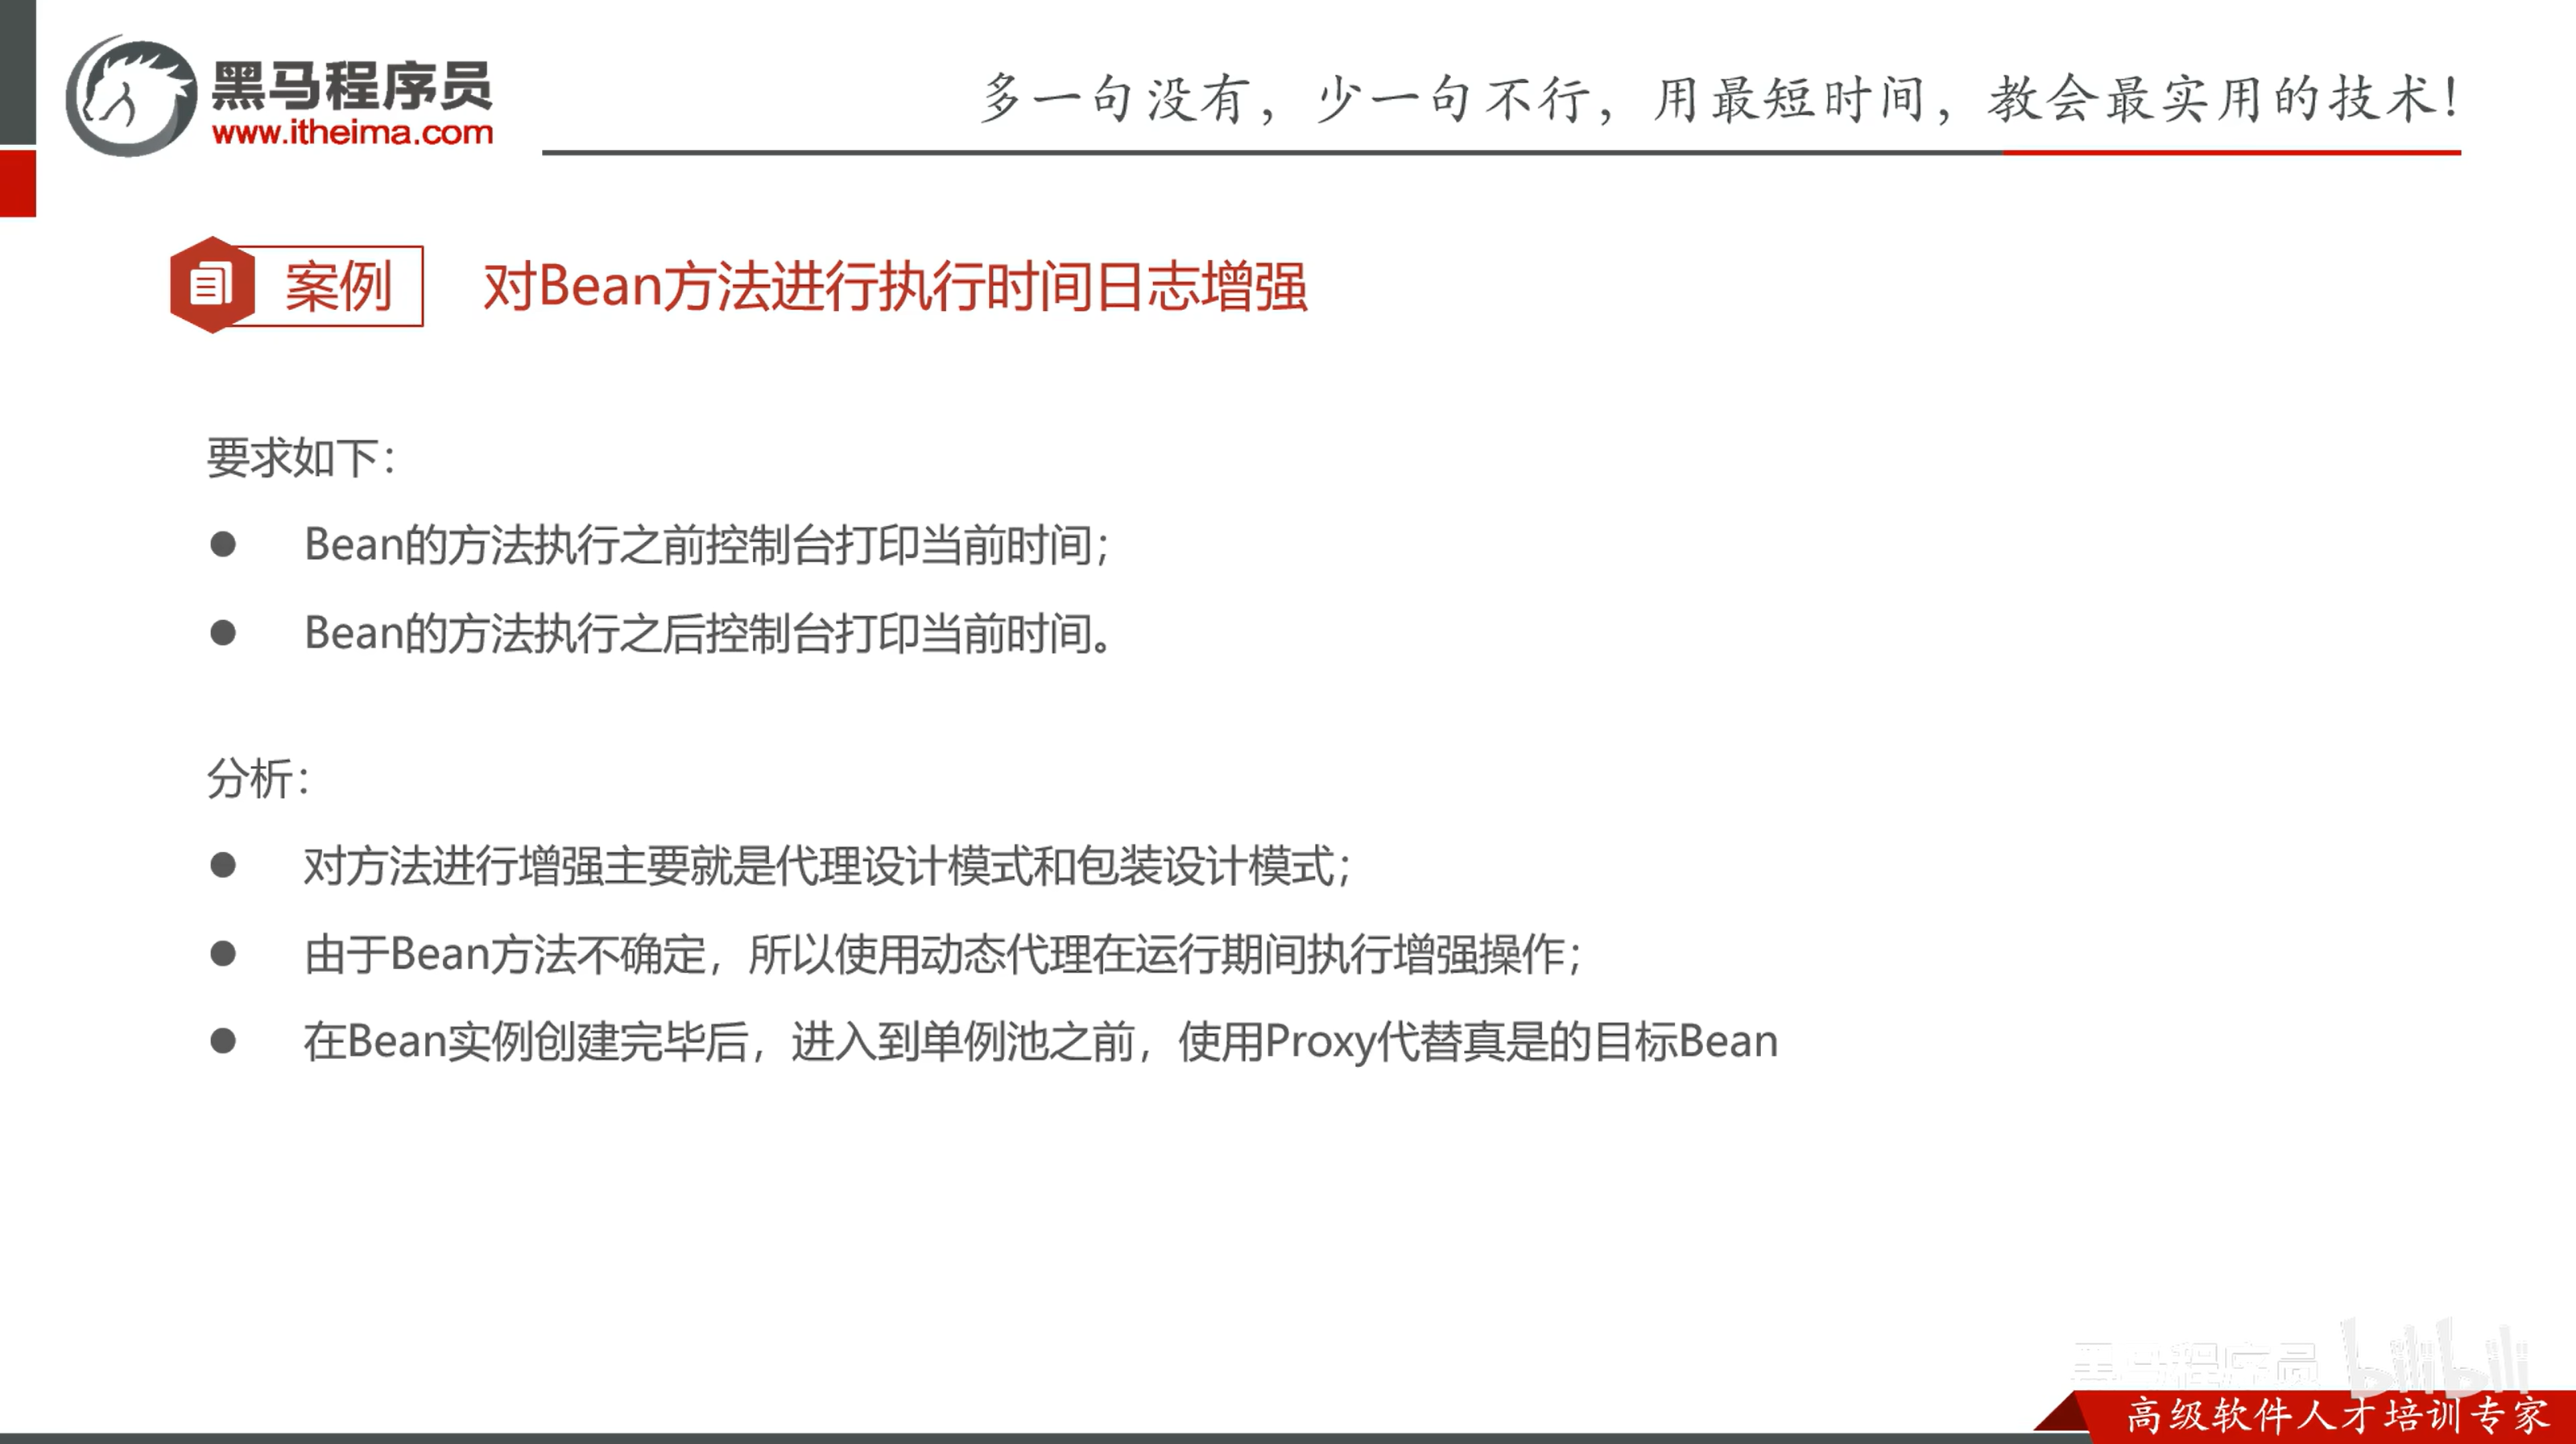 黑马程序员
www.itheima.com
多一句没有，少一句不行，用最短时间，教会最实用的技术！
案例
对Bean方法进行执行时间日志增强
要求如下：
Bean的方法执行之前控制台打印当前时间；
Bean的方法执行之后控制台打印当前时间。
分析：
对方法进行增强主要就是代理设计模式和包装设计模式；
由于Bean方法不确定，所以使用动态代理在运行期间执行增强操作；
在Bean实例创建完毕后，进入到单例池之前，使用Proxy代替真是的目标Bean
黑马程序员 bilibili
高级软件人才培训专家